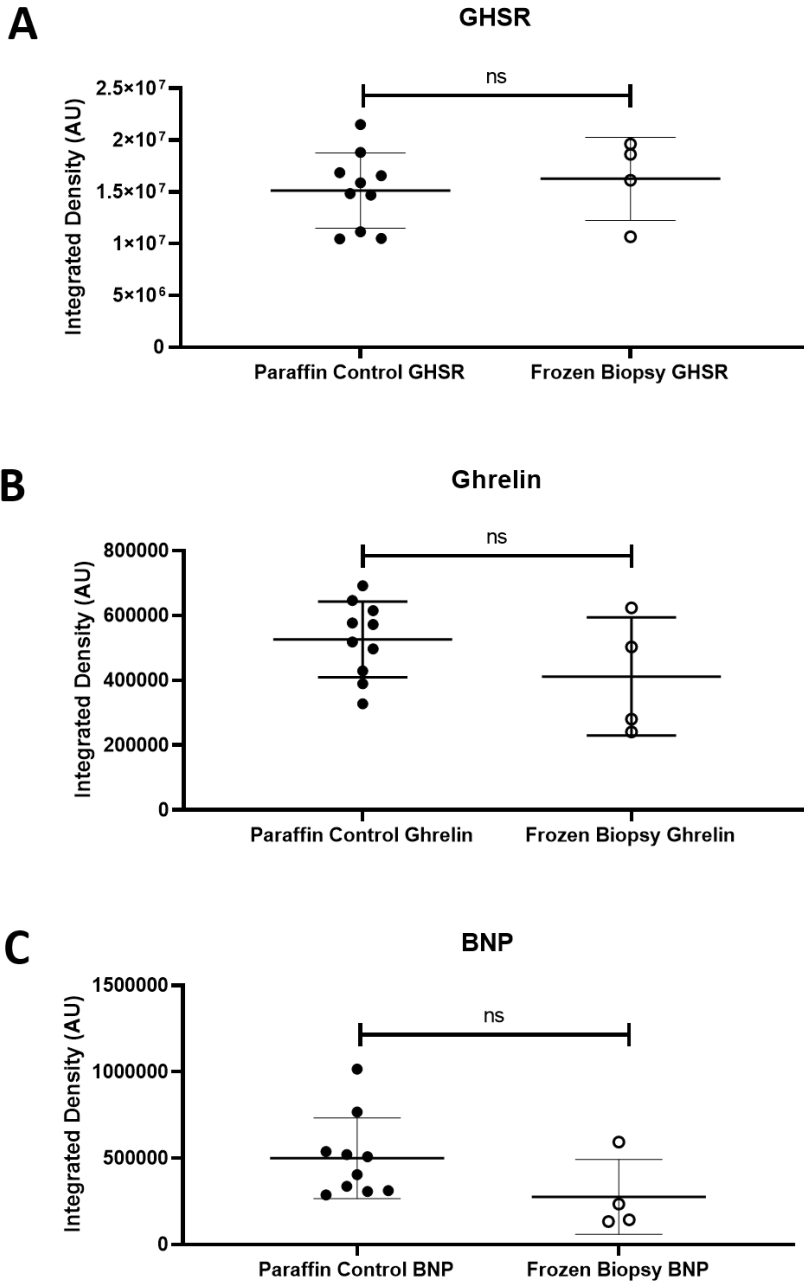 A
GHSR
ns
Integrated Density (AU)
2.5×10⁷
2×10⁷
1.5×10⁷
1×10⁷
5×10⁶
0
Paraffin Control GHSR
Frozen Biopsy GHSR
B
Ghrelin
ns
Integrated Density (AU)
800000
600000
400000
200000
0
Paraffin Control Ghrelin
Frozen Biopsy Ghrelin
C
BNP
ns
Integrated Density (AU)
1500000
1000000
500000
0
Paraffin Control BNP
Frozen Biopsy BNP